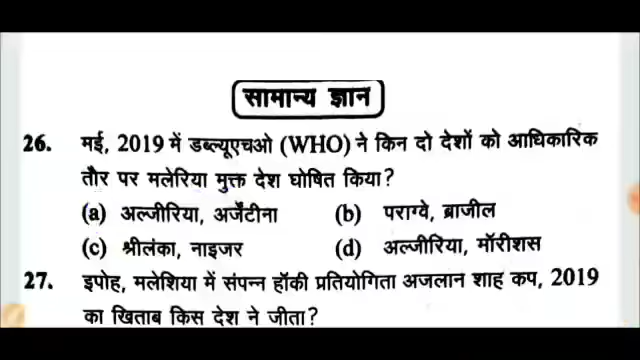 सामान्य ज्ञान
26. मई, 2019 में डब्ल्यूएचओ (WHO) ने किन दो देशों को आधिकारिक
तौर पर मलेरिया मुक्त देश घोषित किया?
(a) अल्जीरिया, अर्जेंटीना (b) पराग्वे, ब्राजील
(c) श्रीलंका, नाइजर (d) अल्जीरिया, मॉरीशस
27. इपोह, मलेशिया में संपन्न हॉकी प्रतियोगिता अजलान शाह कप, 2019
का खिताब किस देश ने जीता?